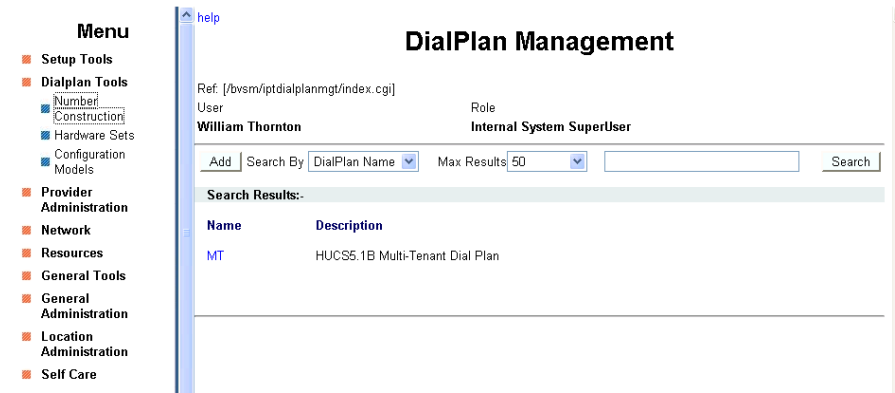 Menu
Setup Tools
Dialplan Tools
Number
Construction
Hardware Sets
Configuration
Models
Provider
Administration
Network
Resources
General Tools
General
Administration
Location
Administration
Self Care
help
DialPlan Management
Ref: [/bvsm/iptdialplanmgt/index.cgi]
User Role
William Thornton Internal System SuperUser
Add Search By DialPlan Name Max Results 50 Search
Search Results:-
Name Description
MT HUCS5.1B Multi-Tenant Dial Plan